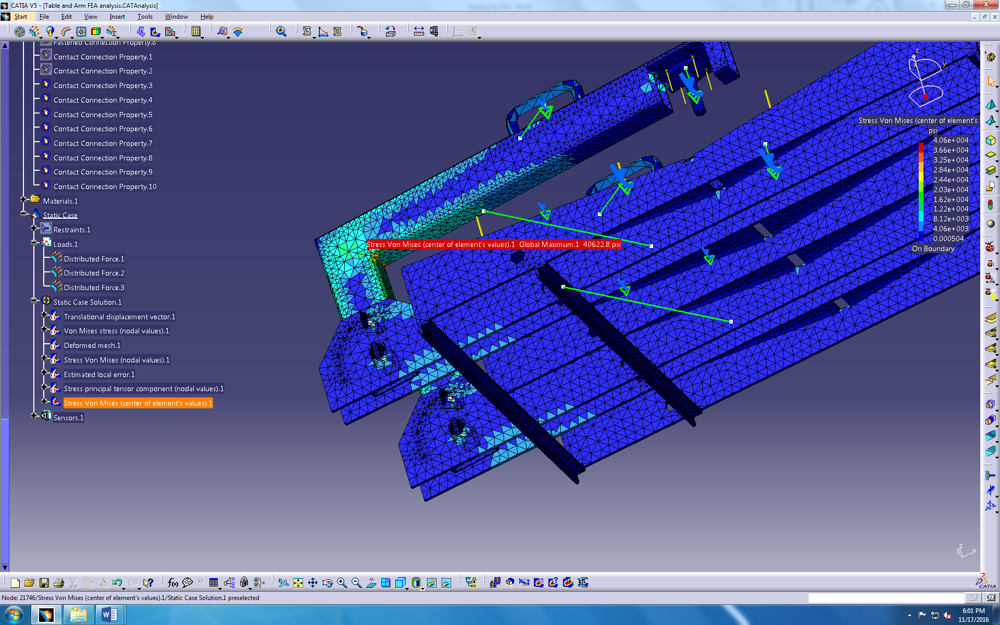 CATIA V5 - [Table and Arm FEA analysis.CATAnalysis]
Start File Edit View Insert Tools Window Help
Fastened Connection Property.8
Contact Connection Property.1
Contact Connection Property.2
Contact Connection Property.3
Contact Connection Property.4
Contact Connection Property.5
Contact Connection Property.6
Contact Connection Property.7
Contact Connection Property.8
Contact Connection Property.9
Contact Connection Property.10
Materials.1
Static Case
Restraints.1
Loads.1
Distributed Force.1
Distributed Force.2
Distributed Force.3
Static Case Solution.1
Translational displacement vector.1
Von Mises stress (nodal values).1
Deformed mesh.1
Stress Von Mises (nodal values).1
Estimated local error.1
Stress principal tensor component (nodal values).1
Stress Von Mises (center of element's values).1
Sensors.1
Stress Von Mises (center of element's values).1 Global Maximum.1 40622.8 psi
z
y
x
Stress Von Mises (center of element's
psi
4.06e+004
3.66e+004
3.25e+004
2.84e+004
2.44e+004
2.03e+004
1.62e+004
1.22e+004
8.12e+003
4.06e+003
0.000504
On Boundary
z
x y
f(x)
CATIA
Node: 21746/Stress Von Mises (center of element's values).1/Static Case Solution.1 preselected
6:01 PM
11/17/2016